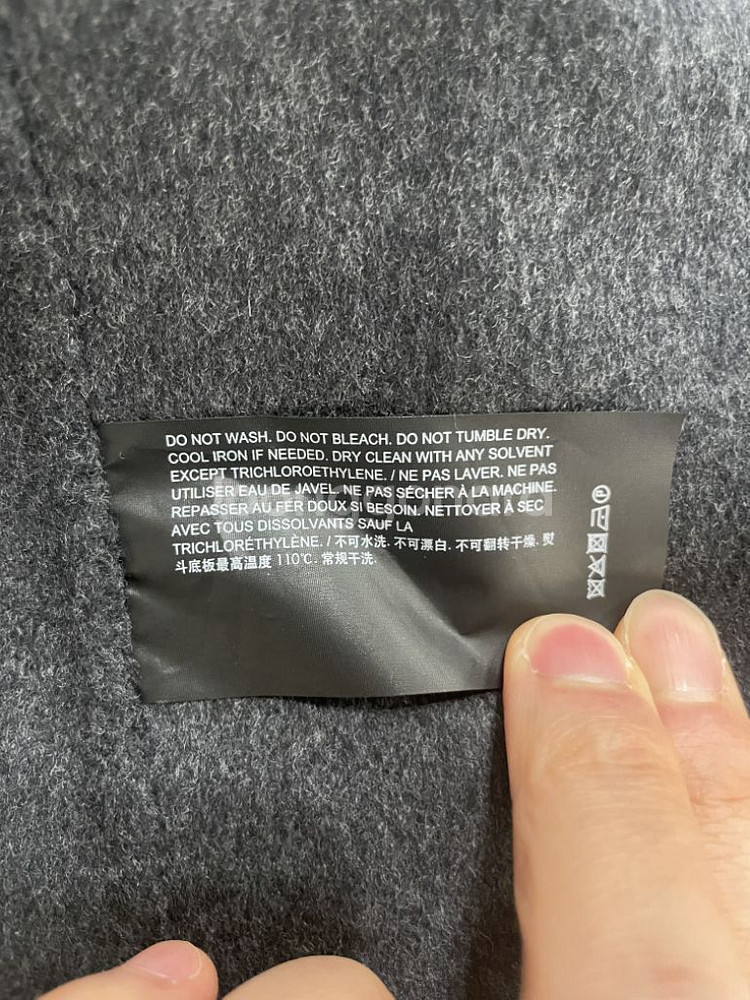 DO NOT WASH. DO NOT BLEACH. DO NOT TUMBLE DRY.
COOL IRON IF NEEDED. DRY CLEAN WITH ANY SOLVENT
EXCEPT TRICHLOROETHYLENE. / NE PAS LAVER. NE PAS
UTILISER EAU DE JAVEL. NE PAS SÉCHER À LA MACHINE.
REPASSER AU FER DOUX SI BESOIN. NETTOYER À SEC
AVEC TOUS DISSOLVANTS SAUF LA
TRICHLORÉTHYLÈNE. / 不可水洗. 不可漂白. 不可翻转干燥. 熨
斗底板最高温度 110℃. 常规干洗.